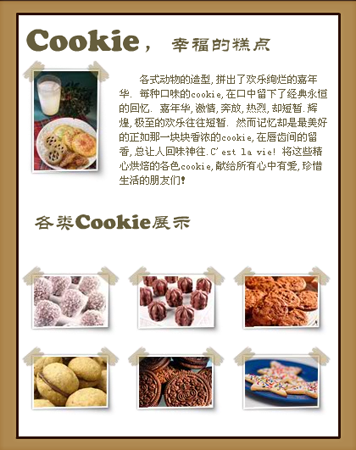 Cookie，幸福的糕点
各式动物的造型,拼出了欢乐绚烂的嘉年
华. 每种口味的cookie,在口中留下了经典永恒
的回忆. 嘉年华,激情,奔放,热烈,却短暂.辉
煌,极至的欢乐往往短暂. 然而记忆却是最美好
的正如那一块块香浓的cookie,在唇齿间的留
香,总让人回味神往.C'est la vie! 将这些精
心烘焙的各色cookie,献给所有心中有爱,珍惜
生活的朋友们!
各类Cookie展示